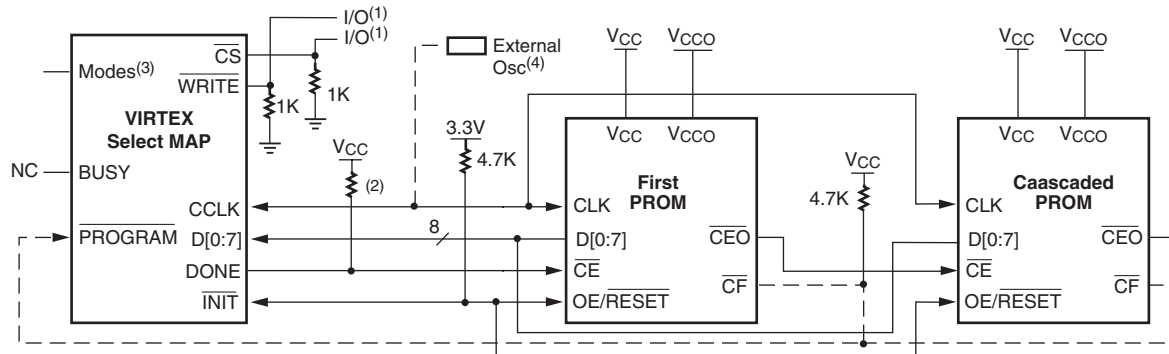 I/O(1)
I/O(1)
CS
WRITE
Modes(3)
1K
1K
VIRTEX
Select MAP
NC
BUSY
CCLK
PROGRAM
D[0:7]
DONE
INIT
VCC
(2)
3.3V
4.7K
8
External
Osc(4)
VCC
VCCO
VCC
VCCO
First
PROM
CLK
D[0:7]
CE
OE/RESET
CEO
CF
VCC
4.7K
VCC
VCCO
VCC
VCCO
Caascaded
PROM
CLK
D[0:7]
CE
OE/RESET
CEO
CF